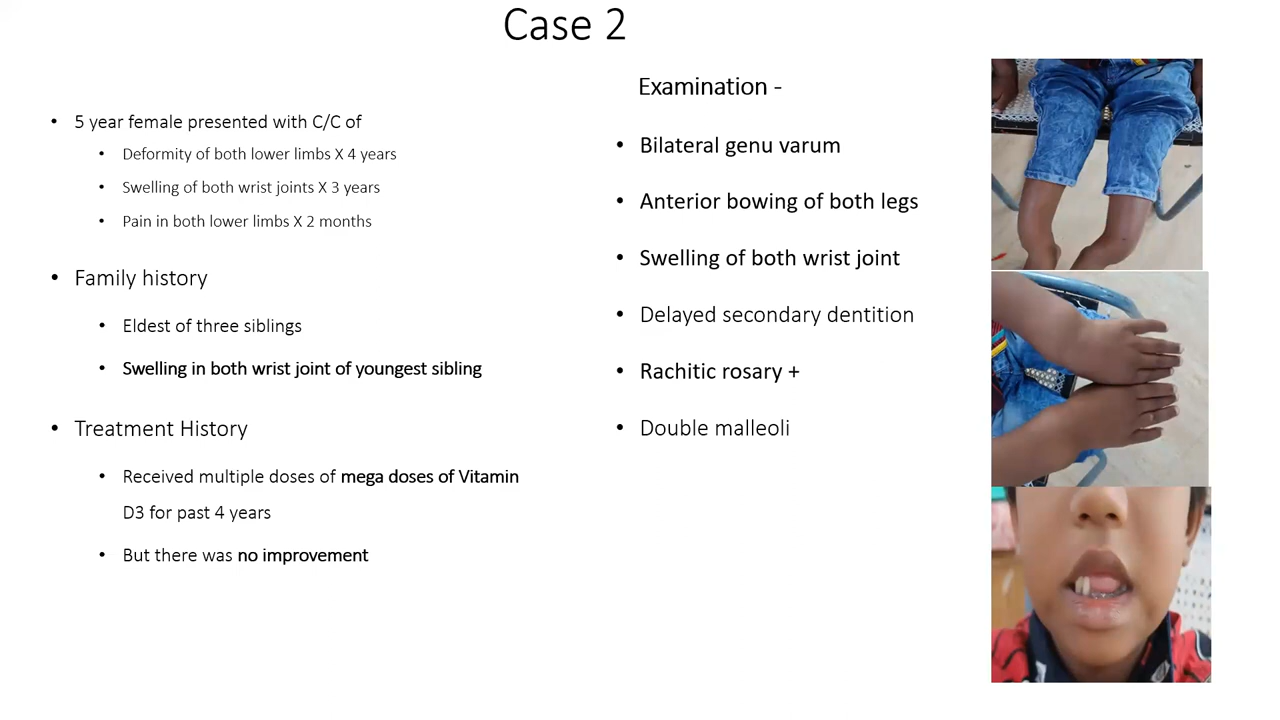 Case 2
• 5 year female presented with C/C of
• Deformity of both lower limbs X 4 years
• Swelling of both wrist joints X 3 years
• Pain in both lower limbs X 2 months
• Family history
• Eldest of three siblings
• Swelling in both wrist joint of youngest sibling
• Treatment History
• Received multiple doses of mega doses of Vitamin
D3 for past 4 years
• But there was no improvement
Examination -
• Bilateral genu varum
• Anterior bowing of both legs
• Swelling of both wrist joint
• Delayed secondary dentition
• Rachitic rosary +
• Double malleoli